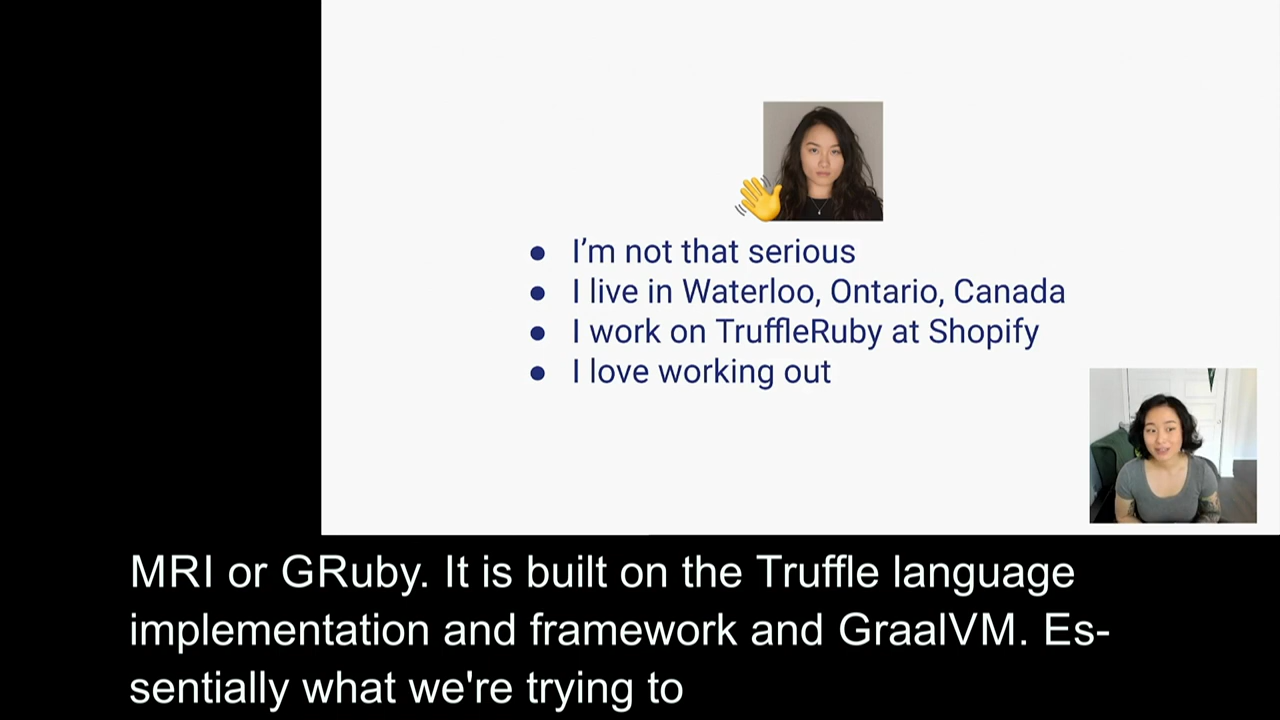 ● I’m not that serious
● I live in Waterloo, Ontario, Canada
● I work on TruffleRuby at Shopify
● I love working out
MRI or GRuby. It is built on the Truffle language
implementation and framework and GraalVM. Es-
sentially what we're trying to